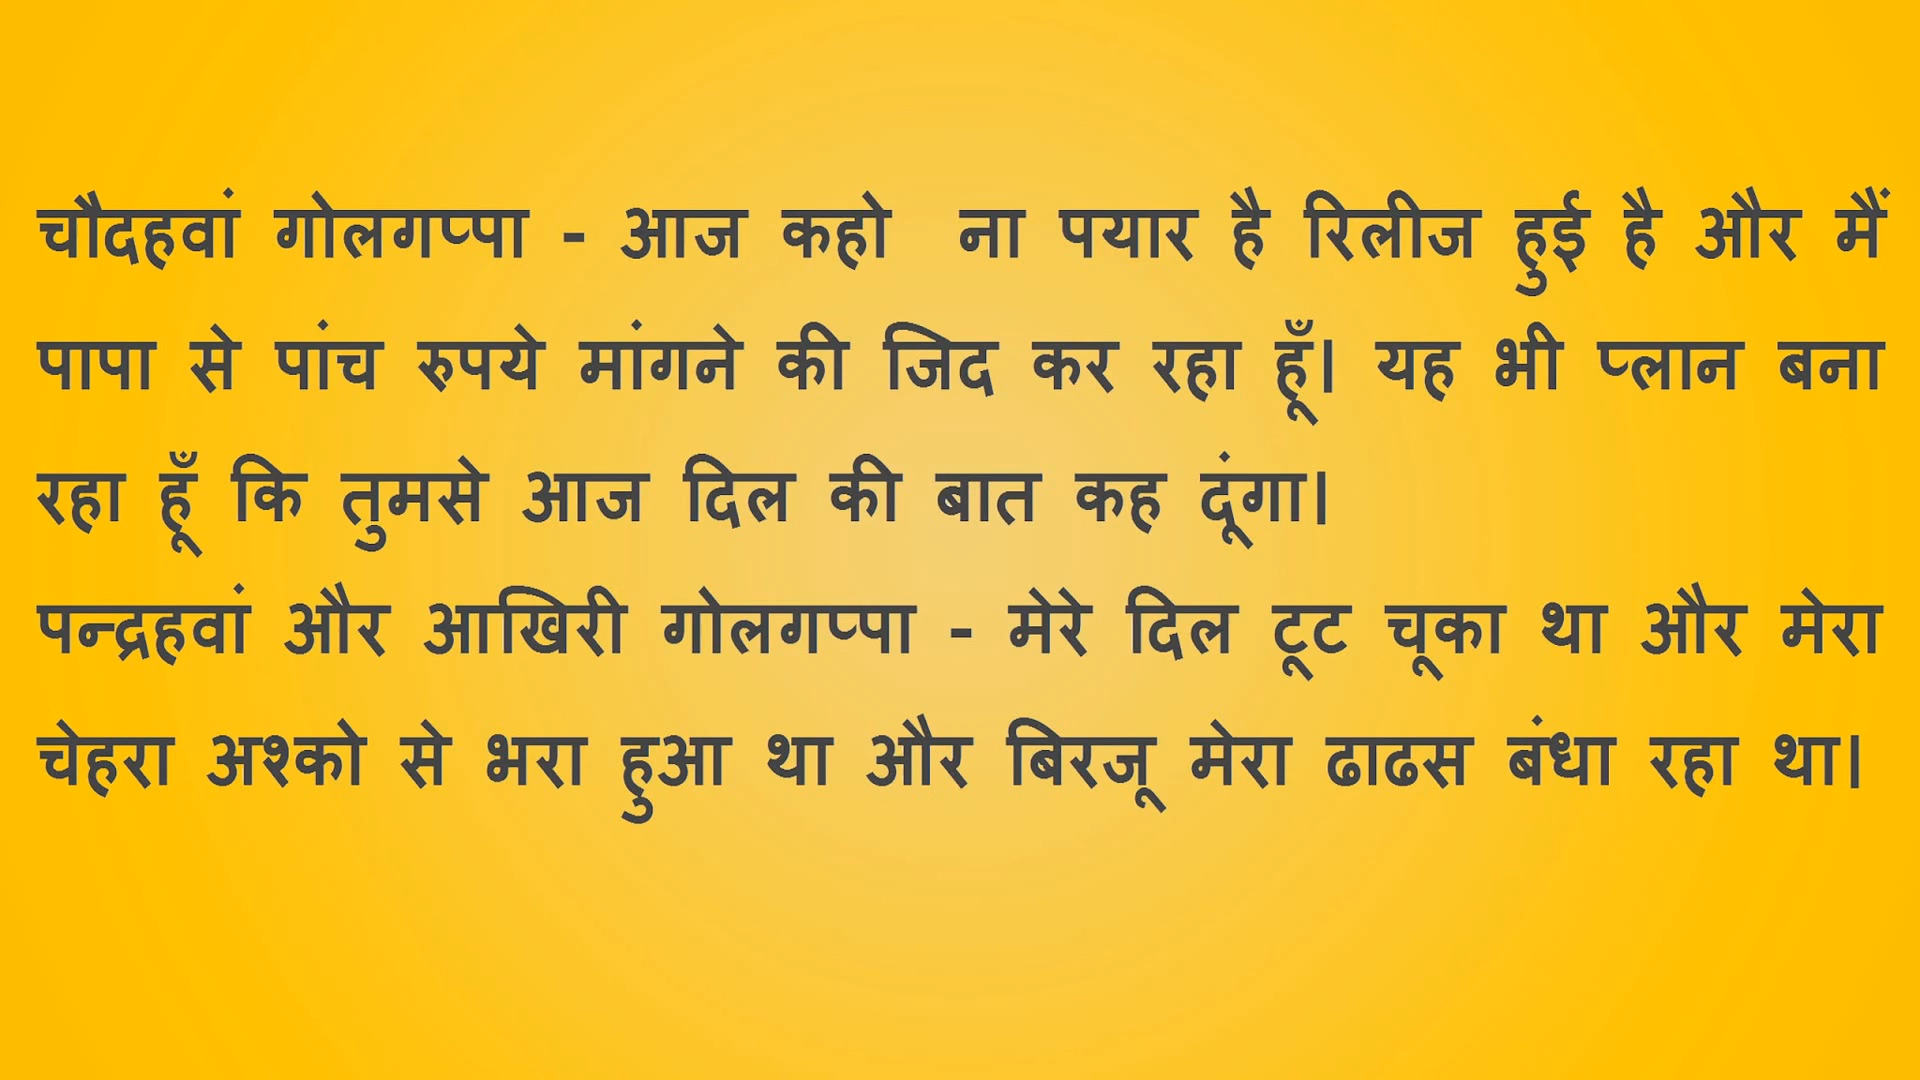 चौदहवां गोलगप्पा - आज कहो  ना पयार है रिलीज हुई है और मैं
पापा से पांच रुपये मांगने की जिद कर रहा हूँ। यह भी प्लान बना
रहा हूँ कि तुमसे आज दिल की बात कह दूंगा।
पन्द्रहवां और आखिरी गोलगप्पा - मेरे दिल टूट चूका था और मेरा
चेहरा अश्को से भरा हुआ था और बिरजू मेरा ढाढस बंधा रहा था।